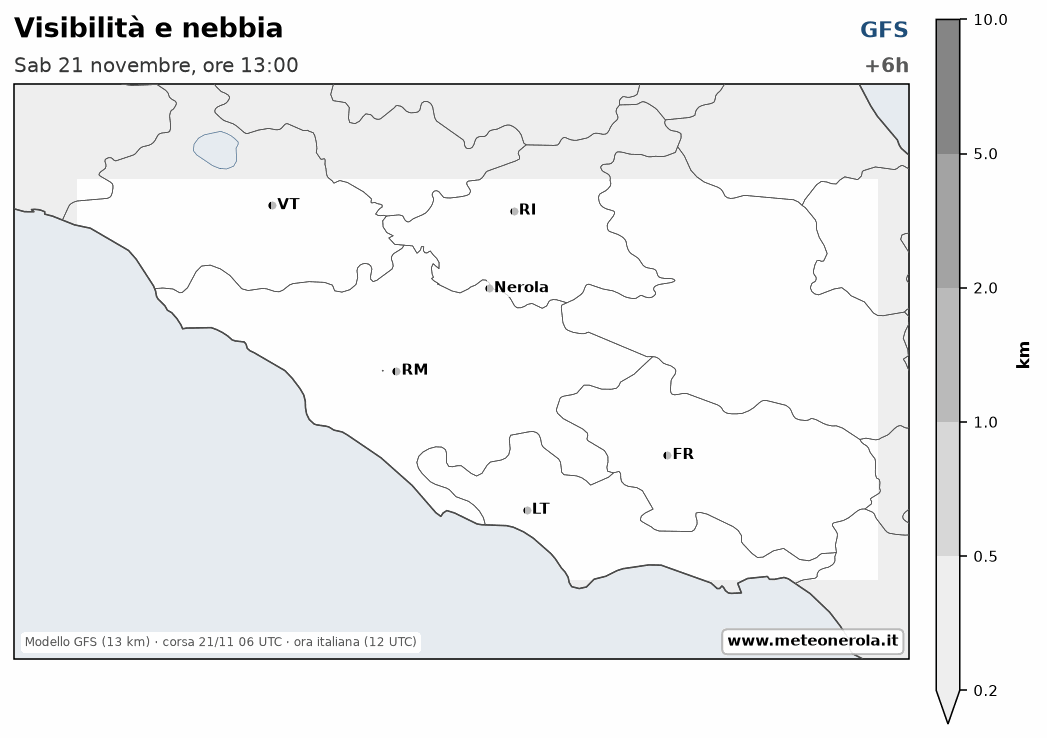 Visibilità e nebbia
GFS
Sab 21 novembre, ore 13:00
+6h
10.0
5.0
2.0
1.0
0.5
0.2
km
VT
RI
Nerola
RM
FR
LT
Modello GFS (13 km) · corsa 21/11 06 UTC · ora italiana (12 UTC)
www.meteonerola.it